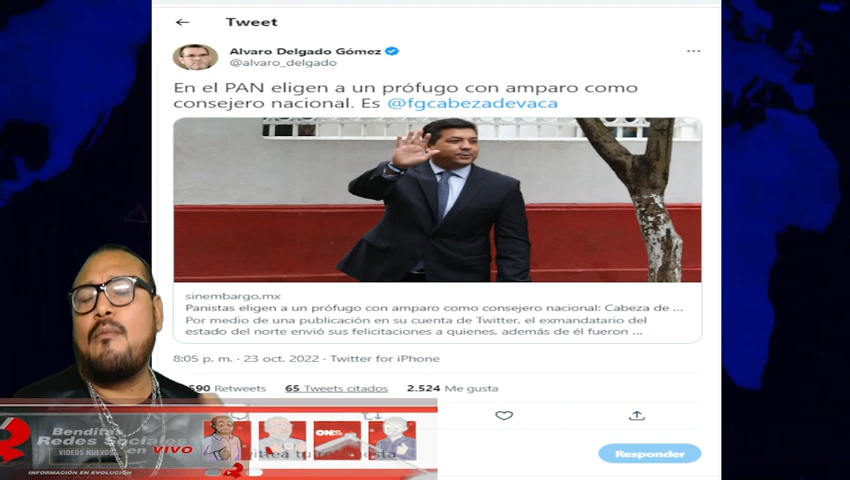 Tweet
Alvaro Delgado Gómez
@alvaro_delgado
En el PAN eligen a un prófugo con amparo como
consejero nacional. Es @fgcabezadevaca
sinembargo.mx
Panistas eligen a un prófugo con amparo como consejero nacional: Cabeza de ...
Por medio de una publicación en su cuenta de Twitter, el exmandatario del
estado del norte envió sus felicitaciones a quienes, además de él fueron ...
8:05 p. m. · 23 oct. 2022 · Twitter for iPhone
590 Retweets 65 Tweets citados 2.524 Me gusta
Benditas
Redes Sociales
en VIVO
VIDEOS NUEVOS
INFORMACIÓN EN EVOLUCIÓN
Responder